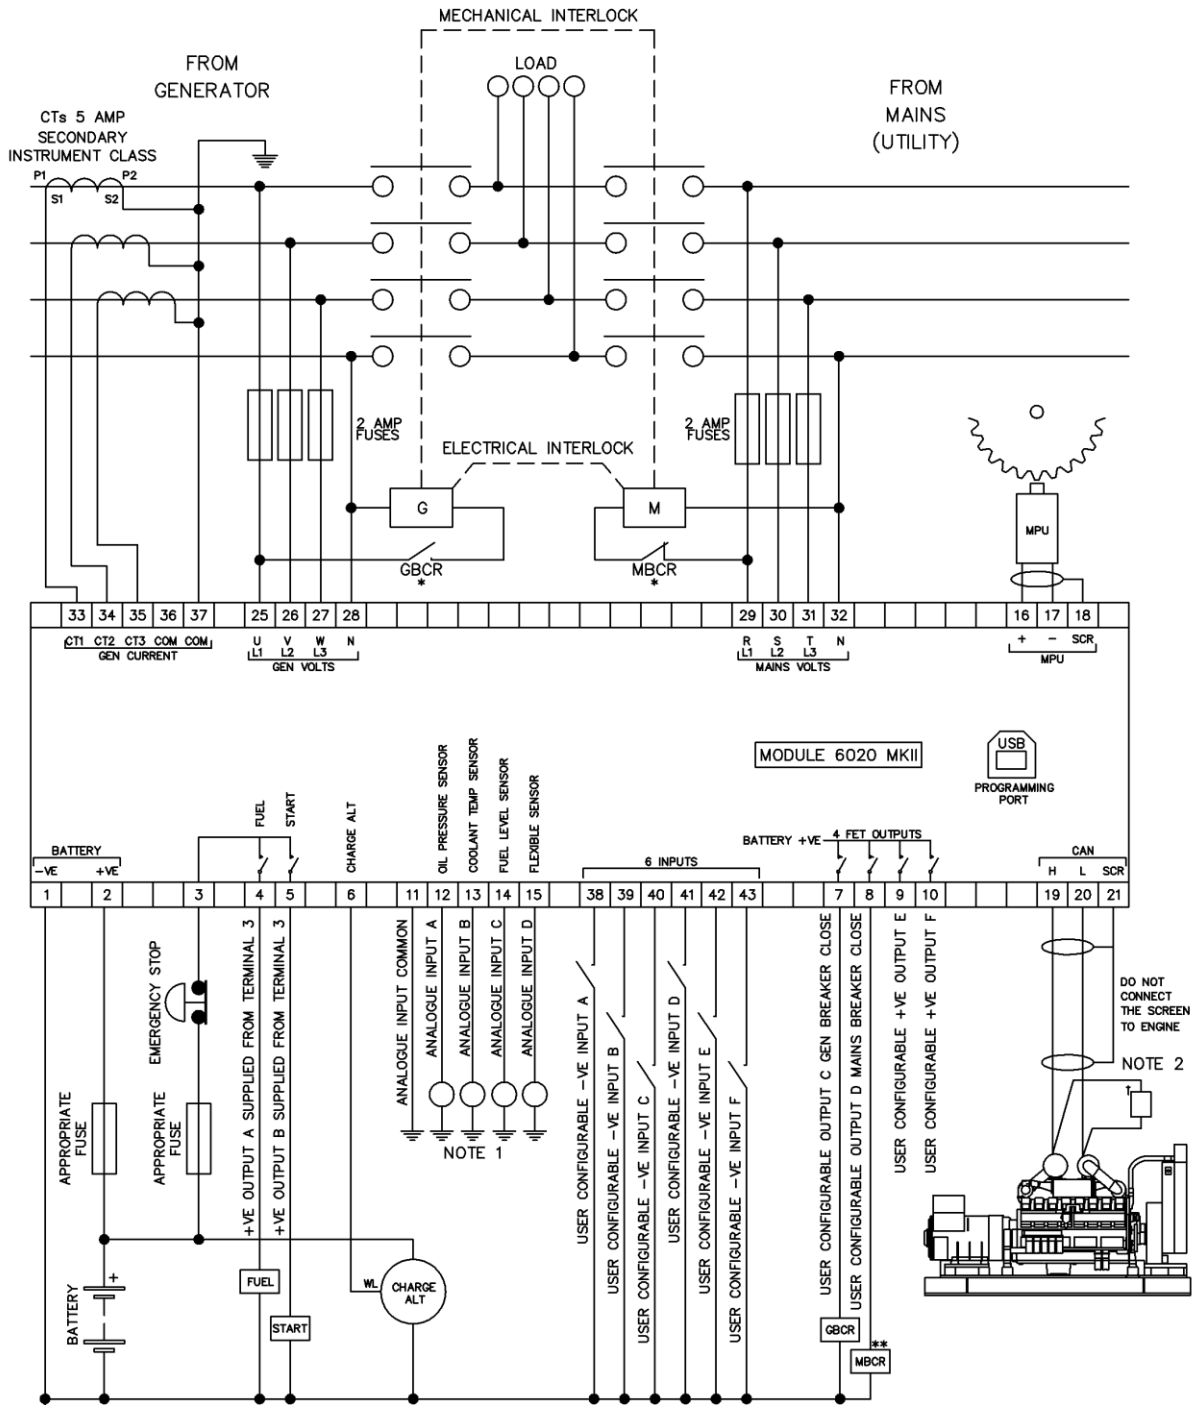 MECHANICAL INTERLOCK
FROM
GENERATOR
LOAD
FROM
MAINS
(UTILITY)
CTs 5 AMP
SECONDARY
INSTRUMENT CLASS
P1
P2
S1
S2
2 AMP
FUSES
2 AMP
FUSES
ELECTRICAL INTERLOCK
G
M
GBCR
*
MBCR
*
MPU
33 34 35 36 37 25 26 27 28 29 30 31 32 16 17 18
CT1 CT2 CT3 COM COM
GEN CURRENT
U V W N
L1 L2 L3
GEN VOLTS
R S T N
L1 L2 L3
MAINS VOLTS
+ - SCR
MPU
MODULE 6020 MKII
USB
PROGRAMMING
PORT
FUEL
START
CHARGE ALT
OIL PRESSURE SENSOR
COOLANT TEMP SENSOR
FUEL LEVEL SENSOR
FLEXIBLE SENSOR
BATTERY
-VE +VE
6 INPUTS
BATTERY +VE
4 FET OUTPUTS
CAN
H L SCR
1 2 3 4 5 6 11 12 13 14 15 38 39 40 41 42 43 7 8 9 10 19 20 21
EMERGENCY STOP
APPROPRIATE
FUSE
APPROPRIATE
FUSE
+VE OUTPUT A SUPPLIED FROM TERMINAL 3
+VE OUTPUT B SUPPLIED FROM TERMINAL 3
ANALOGUE INPUT COMMON
ANALOGUE INPUT A
ANALOGUE INPUT B
ANALOGUE INPUT C
ANALOGUE INPUT D
NOTE 1
USER CONFIGURABLE -VE INPUT A
USER CONFIGURABLE -VE INPUT B
USER CONFIGURABLE -VE INPUT C
USER CONFIGURABLE -VE INPUT D
USER CONFIGURABLE -VE INPUT E
USER CONFIGURABLE -VE INPUT F
USER CONFIGURABLE OUTPUT C GEN BREAKER CLOSE
USER CONFIGURABLE OUTPUT D MAINS BREAKER CLOSE
USER CONFIGURABLE +VE OUTPUT E
USER CONFIGURABLE +VE OUTPUT F
DO NOT
CONNECT
THE SCREEN
TO ENGINE
NOTE 2
BATTERY
+
FUEL
START
WL
CHARGE
ALT
GBCR
**
MBCR